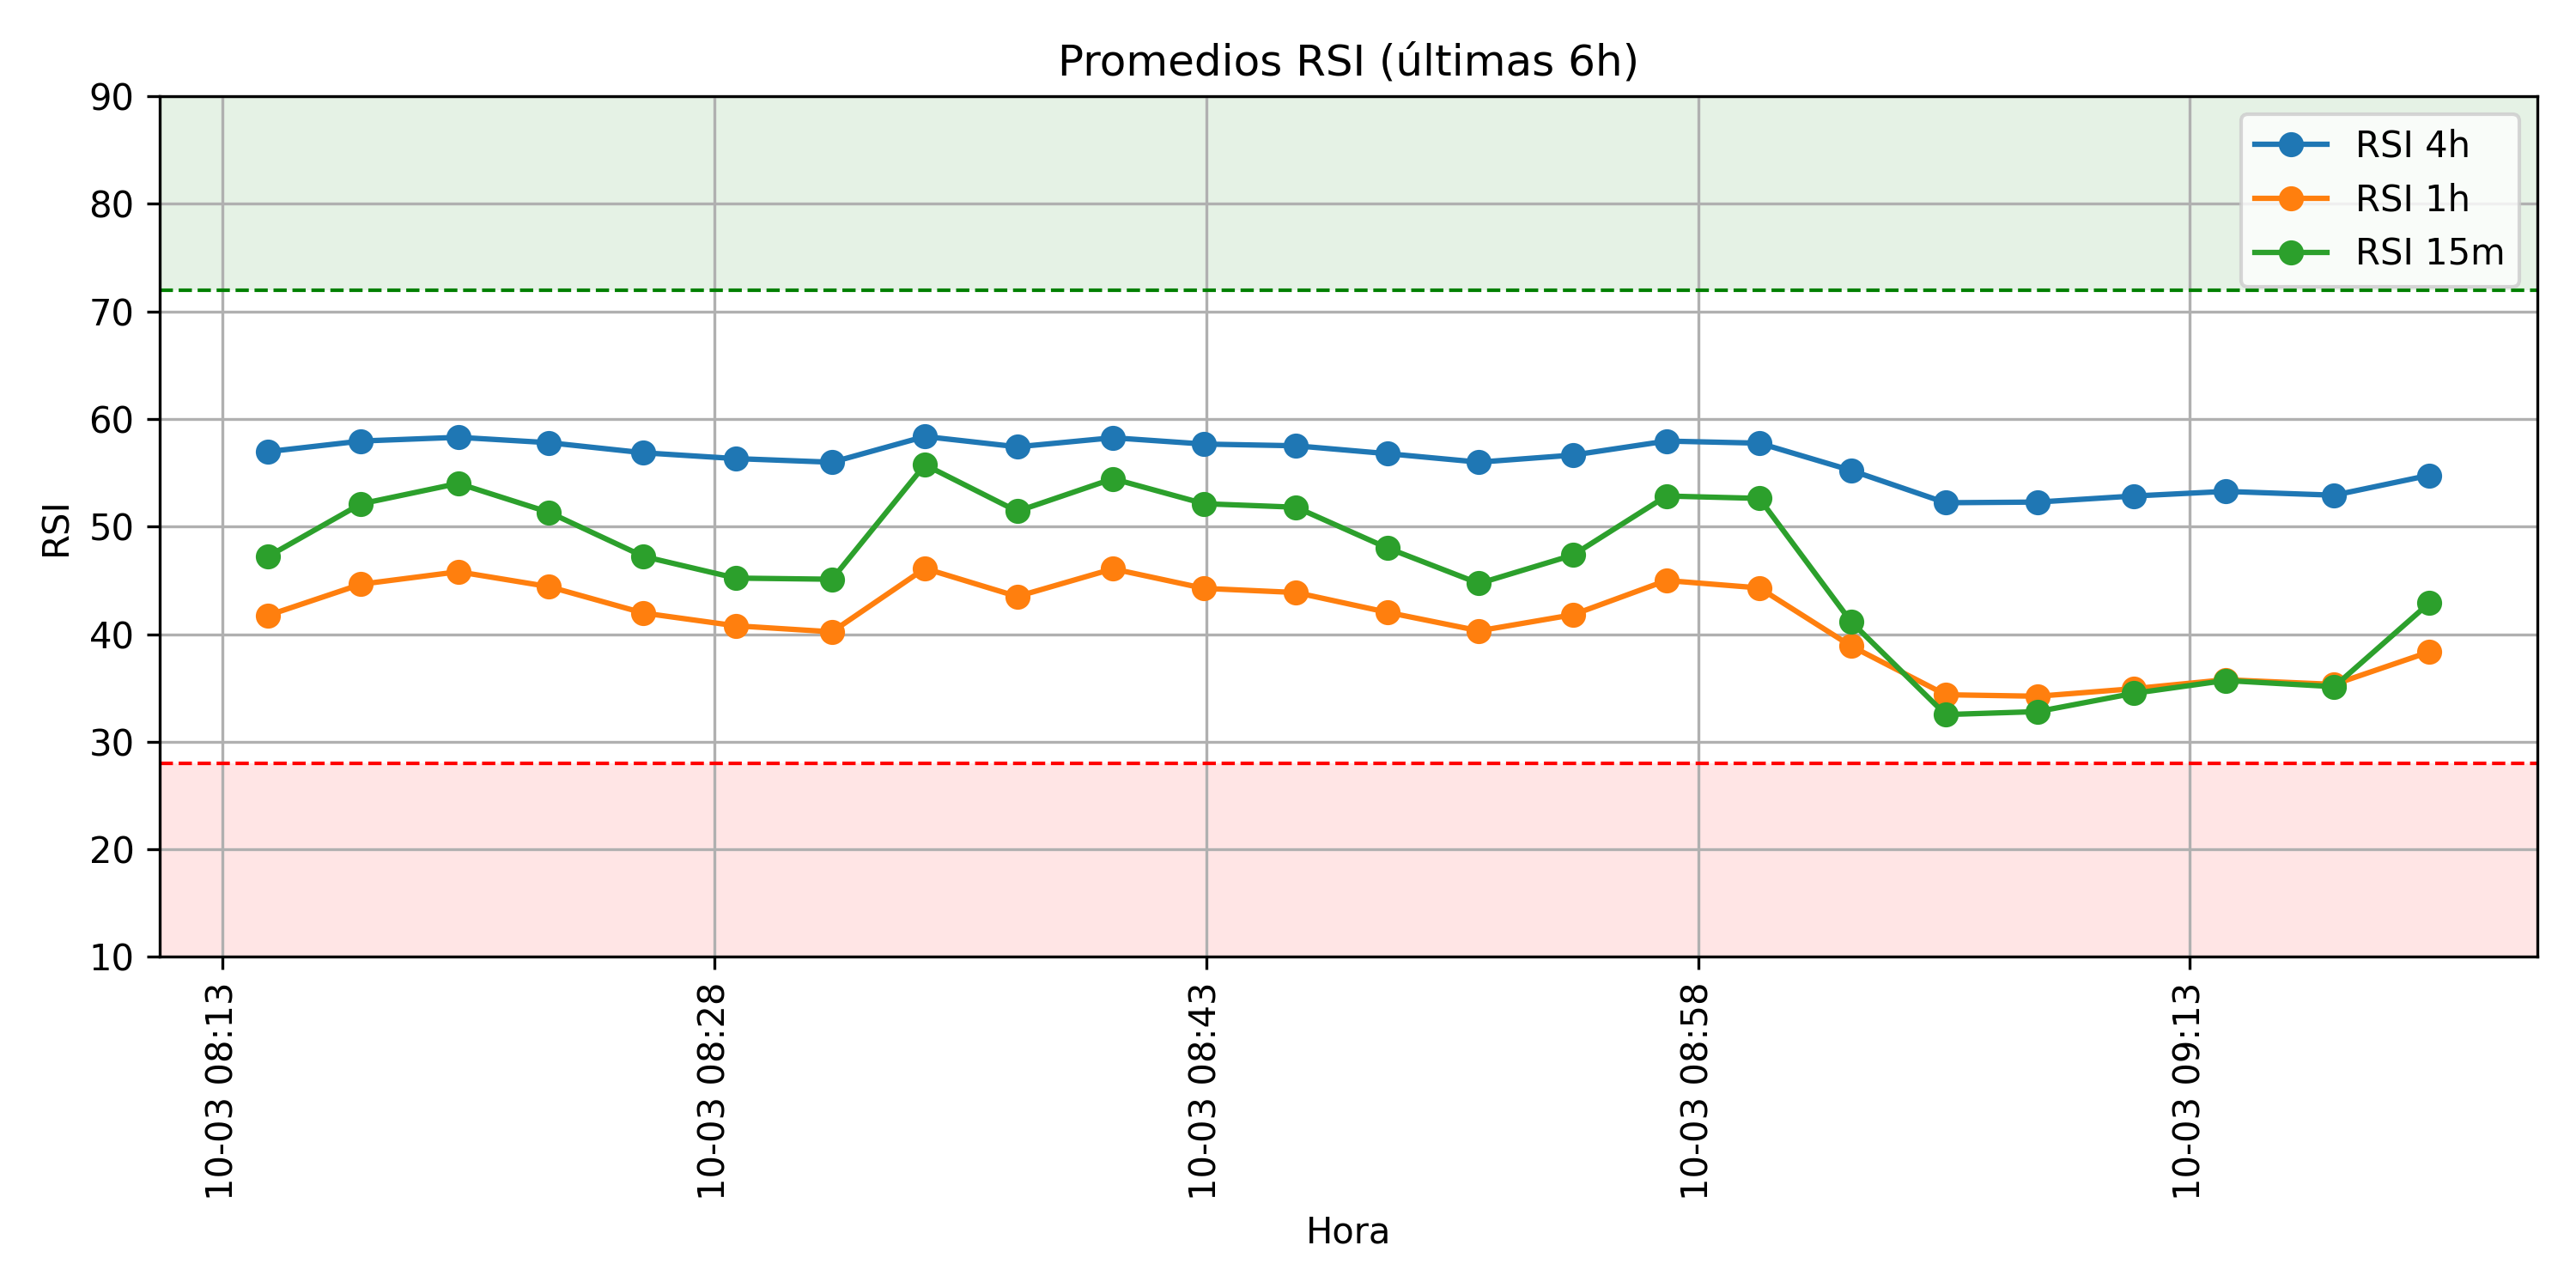 Promedios RSI (últimas 6h)
RSI 4h
RSI 1h
RSI 15m
RSI
90
80
70
60
50
40
30
20
10
10-03 08:13
10-03 08:28
10-03 08:43
10-03 08:58
10-03 09:13
Hora